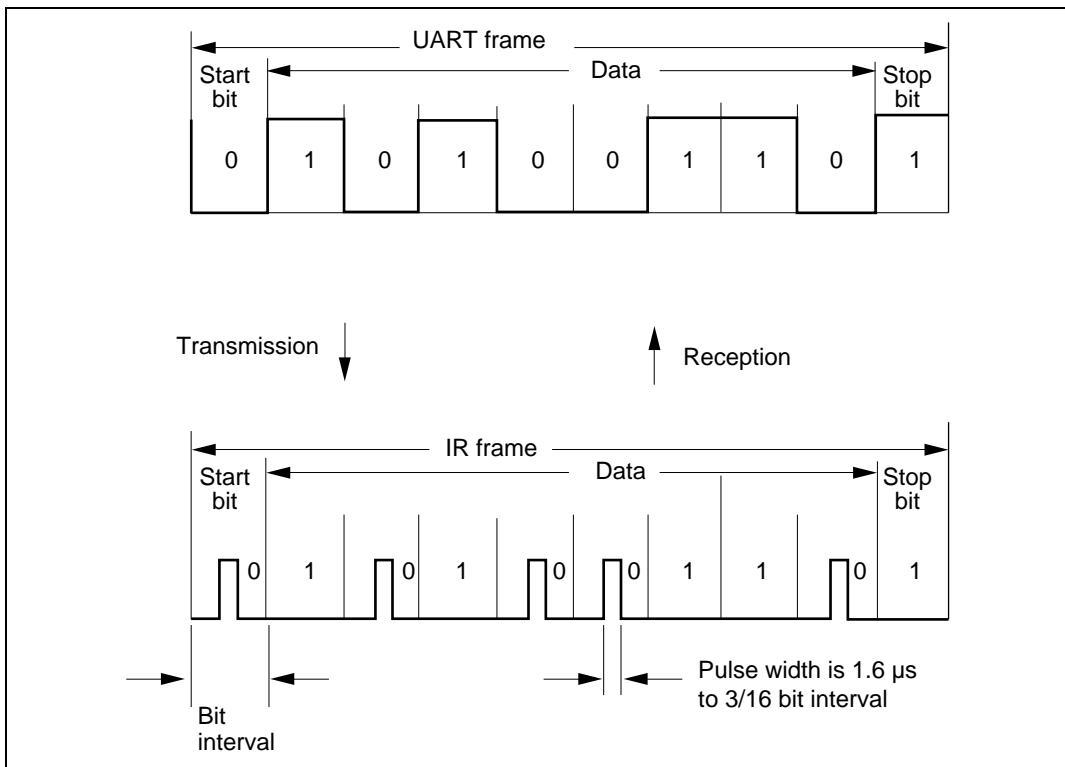 UART frame
Start
bit
Data
Stop
bit
0 1 0 1 0 0 1 1 0 1
Transmission
Reception
IR frame
Start
bit
Data
Stop
bit
0 1 0 1 0 0 1 1 0 1
Bit
interval
Pulse width is 1.6 μs
to 3/16 bit interval